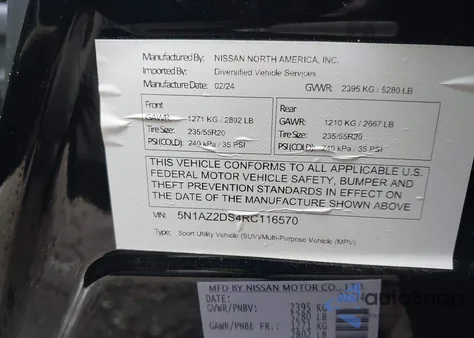 Manufactured By: NISSAN NORTH AMERICA, INC.
Imported By: Diversified Vehicle Services
Manufacture Date: 02/24 GVWR: 2395 KG / 5280 LB
Front
GAWR: 1271 KG / 2802 LB
Tire Size: 235/55R20
PSI (COLD): 240 kPa / 35 PSI
Rear
GAWR: 1210 KG / 2667 LB
Tire Size: 235/55R20
PSI (COLD): 240 kPa / 35 PSI
THIS VEHICLE CONFORMS TO ALL APPLICABLE U.S.
FEDERAL MOTOR VEHICLE SAFETY, BUMPER AND
THEFT PREVENTION STANDARDS IN EFFECT ON
THE DATE OF THE MANUFACTURE SHOWN ABOVE
VIN: 5N1AZ2DS4RC116570
Type: Sport Utility Vehicle (SUV)/Multi-Purpose Vehicle (MPV)
MFD BY NISSAN MOTOR CO., LTD.
DATE: 02/24
GVWR/PNBV: 2395 KG
5280 LB
GAWR/PNBE FR.: 1271 KG
2802 LB
autoSnap